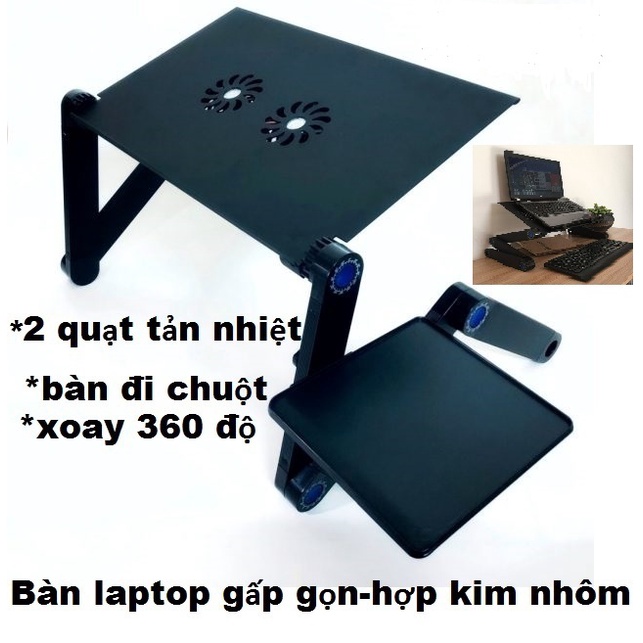 *2 quạt tản nhiệt
*bàn đi chuột
*xoay 360 độ
Bàn laptop gấp gọn-hợp kim nhôm